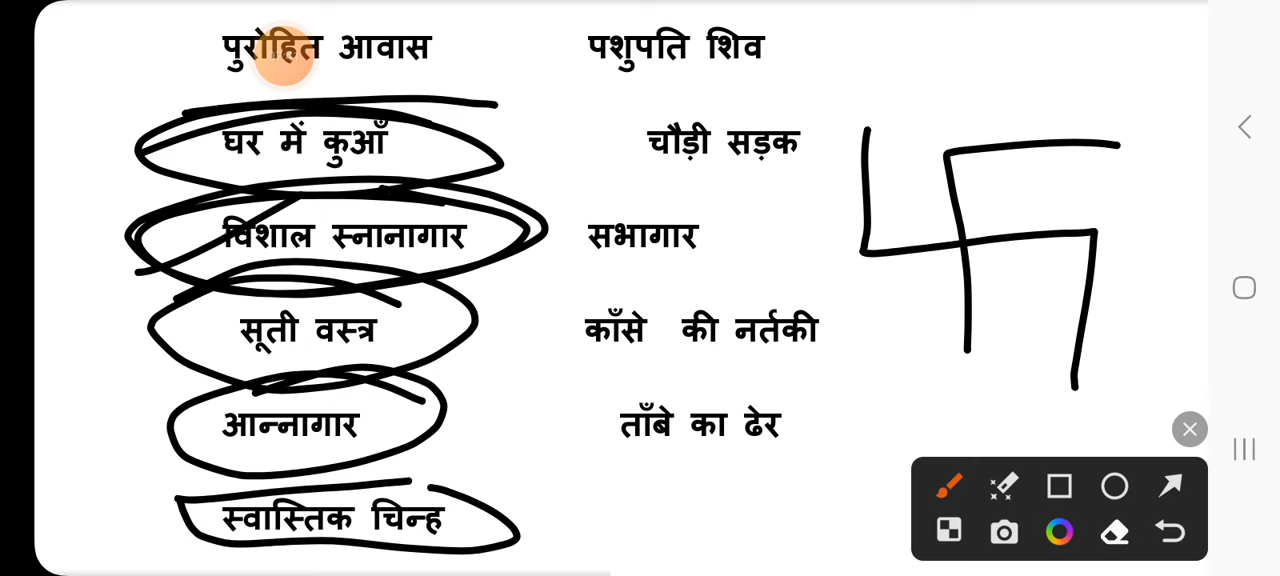 पुरोहित आवास पशुपति शिव
घर में कुआँ चौड़ी सड़क
विशाल स्नानागार सभागार
सूती वस्त्र काँसे की नर्तकी
आन्नागार ताँबे का ढेर
स्वास्तिक चिन्ह